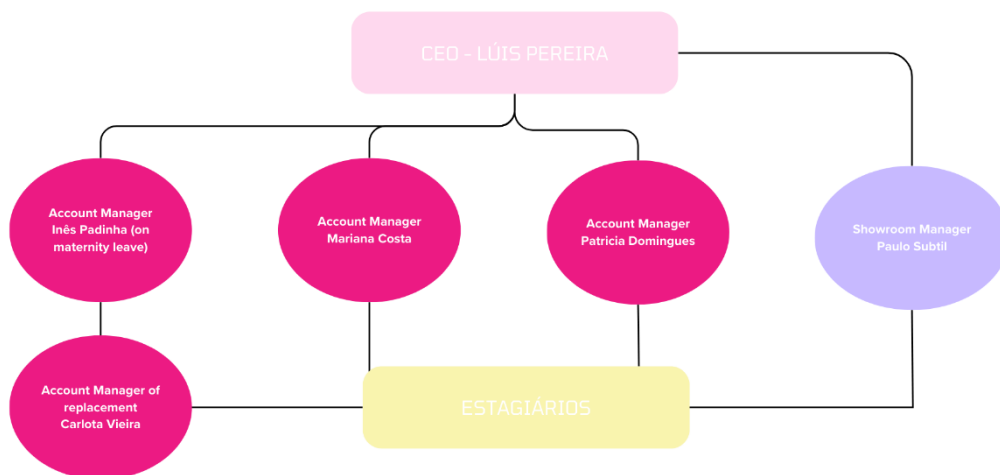 CEO - LÚIS PEREIRA
Account Manager
Inês Padinha (on
maternity leave)
Account Manager
Mariana Costa
Account Manager
Patricia Domingues
Showroom Manager
Paulo Subtil
Account Manager of
replacement
Carlota Vieira
ESTAGIÁRIOS